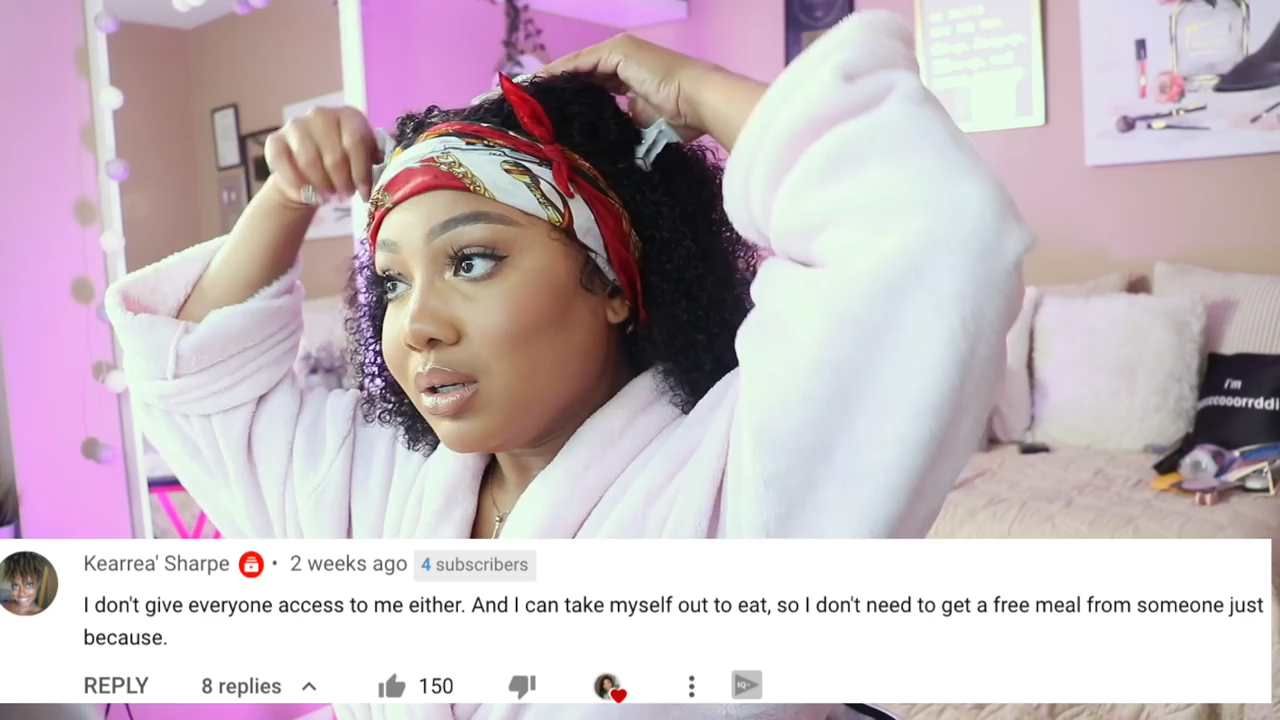 I'm
Kearrea' Sharpe • 2 weeks ago 4 subscribers
I don't give everyone access to me either. And I can take myself out to eat, so I don't need to get a free meal from someone just
because.
REPLY 8 replies 150 IQ